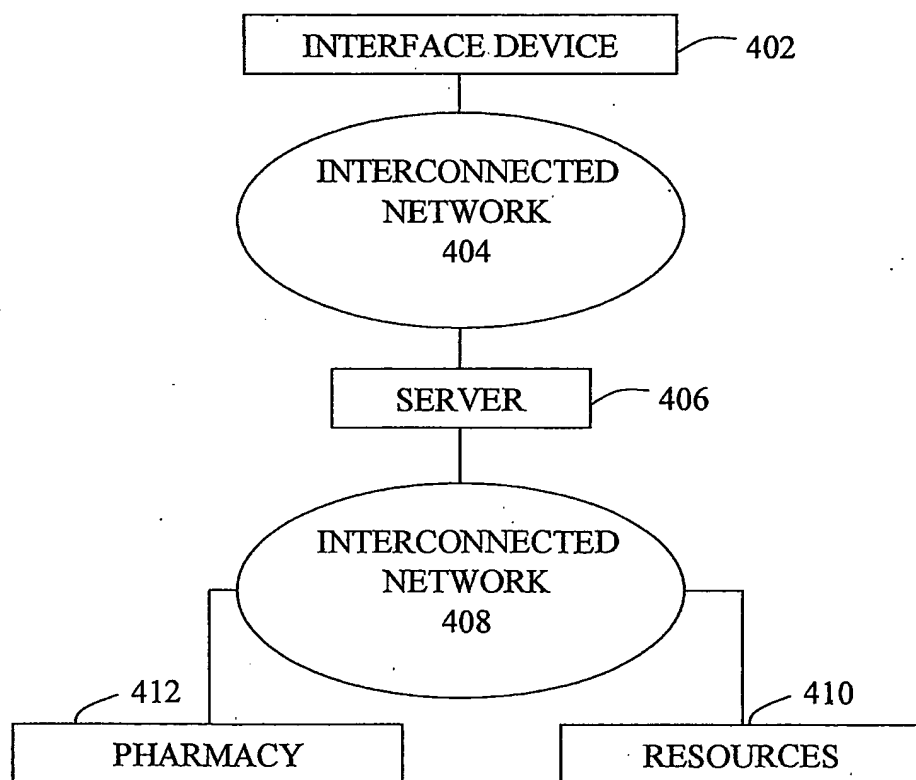 INTERFACE DEVICE
402
INTERCONNECTED
NETWORK
404
SERVER
406
INTERCONNECTED
NETWORK
408
412
410
PHARMACY
RESOURCES